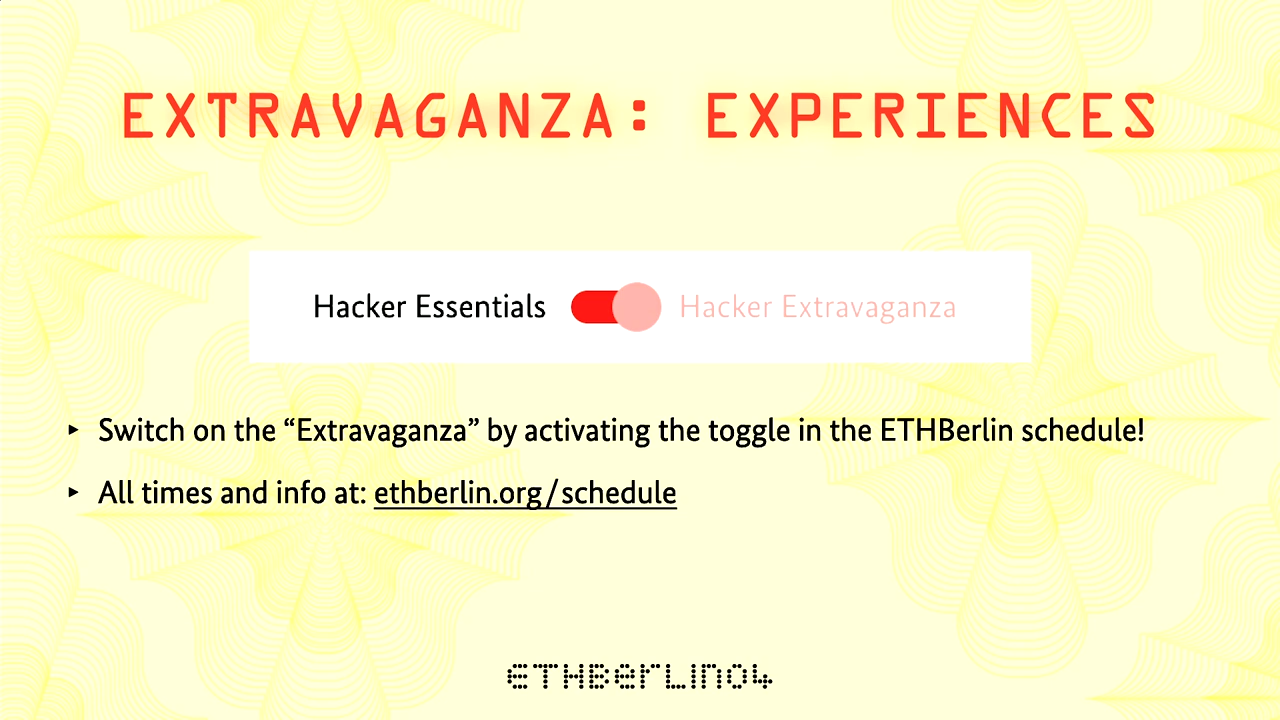 EXTRAVAGANZA: EXPERIENCES
Hacker Essentials Hacker Extravaganza
‣ Switch on the “Extravaganza” by activating the toggle in the ETHBerlin schedule!
‣ All times and info at: ethberlin.org/schedule
ETHBerlin04